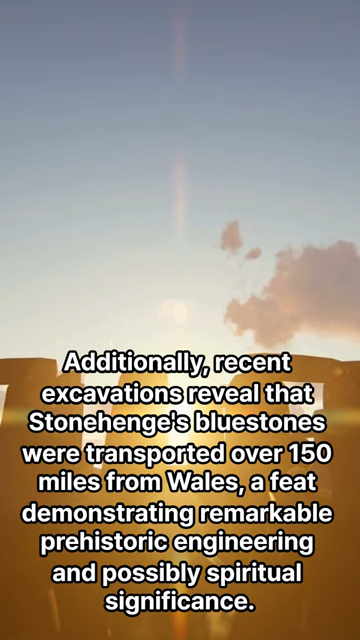 Additionally, recent
excavations reveal that
Stonehenge's bluestones
were transported over 150
miles from Wales, a feat
demonstrating remarkable
prehistoric engineering
and possibly spiritual
significance.